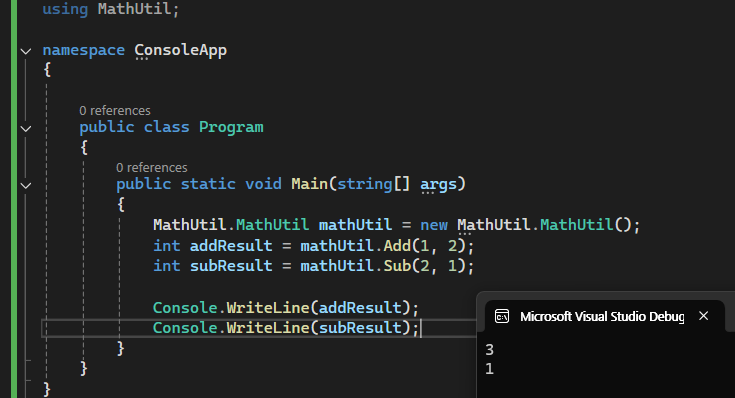 using MathUtil;
namespace ConsoleApp
{
0 references
public class Program
{
0 references
public static void Main(string[] args)
{
MathUtil.MathUtil mathUtil = new MathUtil.MathUtil();
int addResult = mathUtil.Add(1, 2);
int subResult = mathUtil.Sub(2, 1);
Console.WriteLine(addResult);
Console.WriteLine(subResult);
}
}
}
Microsoft Visual Studio Debug
3
1